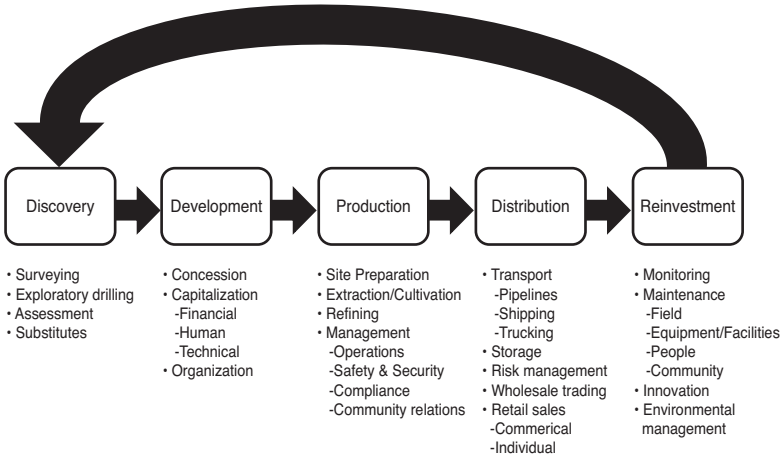 Discovery
Development
Production
Distribution
Reinvestment
• Surveying
• Exploratory drilling
• Assessment
• Substitutes
• Concession
• Capitalization
-Financial
-Human
-Technical
• Organization
• Site Preparation
• Extraction/Cultivation
• Refining
• Management
-Operations
-Safety & Security
-Compliance
-Community relations
• Transport
-Pipelines
-Shipping
-Trucking
• Storage
• Risk management
• Wholesale trading
• Retail sales
-Commerical
-Individual
• Monitoring
• Maintenance
-Field
-Equipment/Facilities
-People
-Community
• Innovation
• Environmental
management